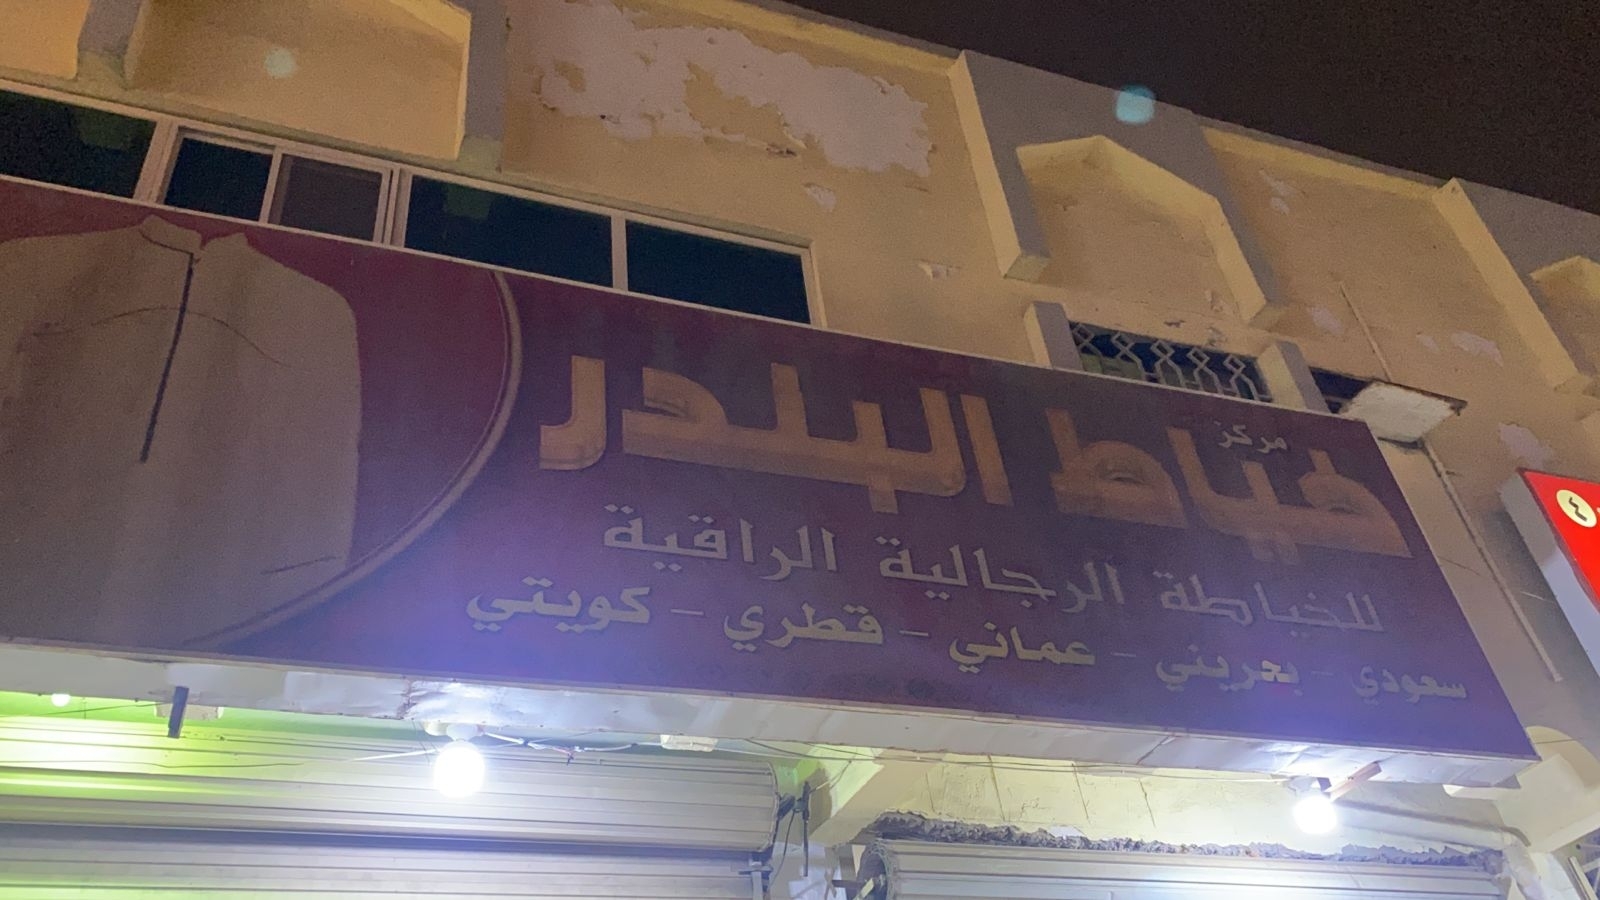 مركز
خياط البلدر
للخياطة الرجالية الراقية
سعودي - بحريني - عماني - قطري - كويتي